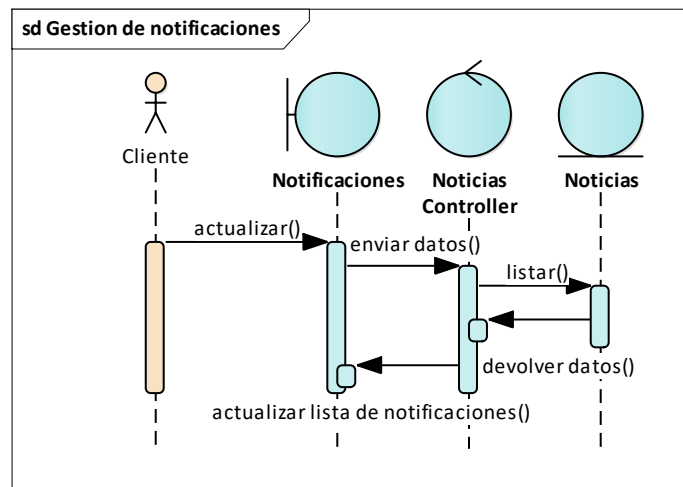 sd Gestion de notificaciones
Cliente
Notificaciones
Noticias
Controller
Noticias
actualizar()
enviar datos()
listar()
devolver datos()
actualizar lista de notificaciones()